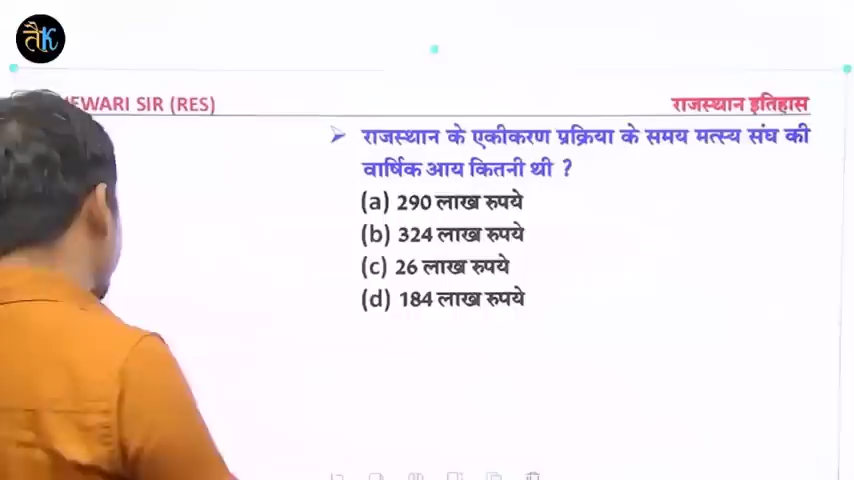 तैK
EWARI SIR (RES)
राजस्थान इतिहास
➢ राजस्थान के एकीकरण प्रक्रिया के समय मत्स्य संघ की
वार्षिक आय कितनी थी ?
(a) 290 लाख रुपये
(b) 324 लाख रुपये
(c) 26 लाख रुपये
(d) 184 लाख रुपये